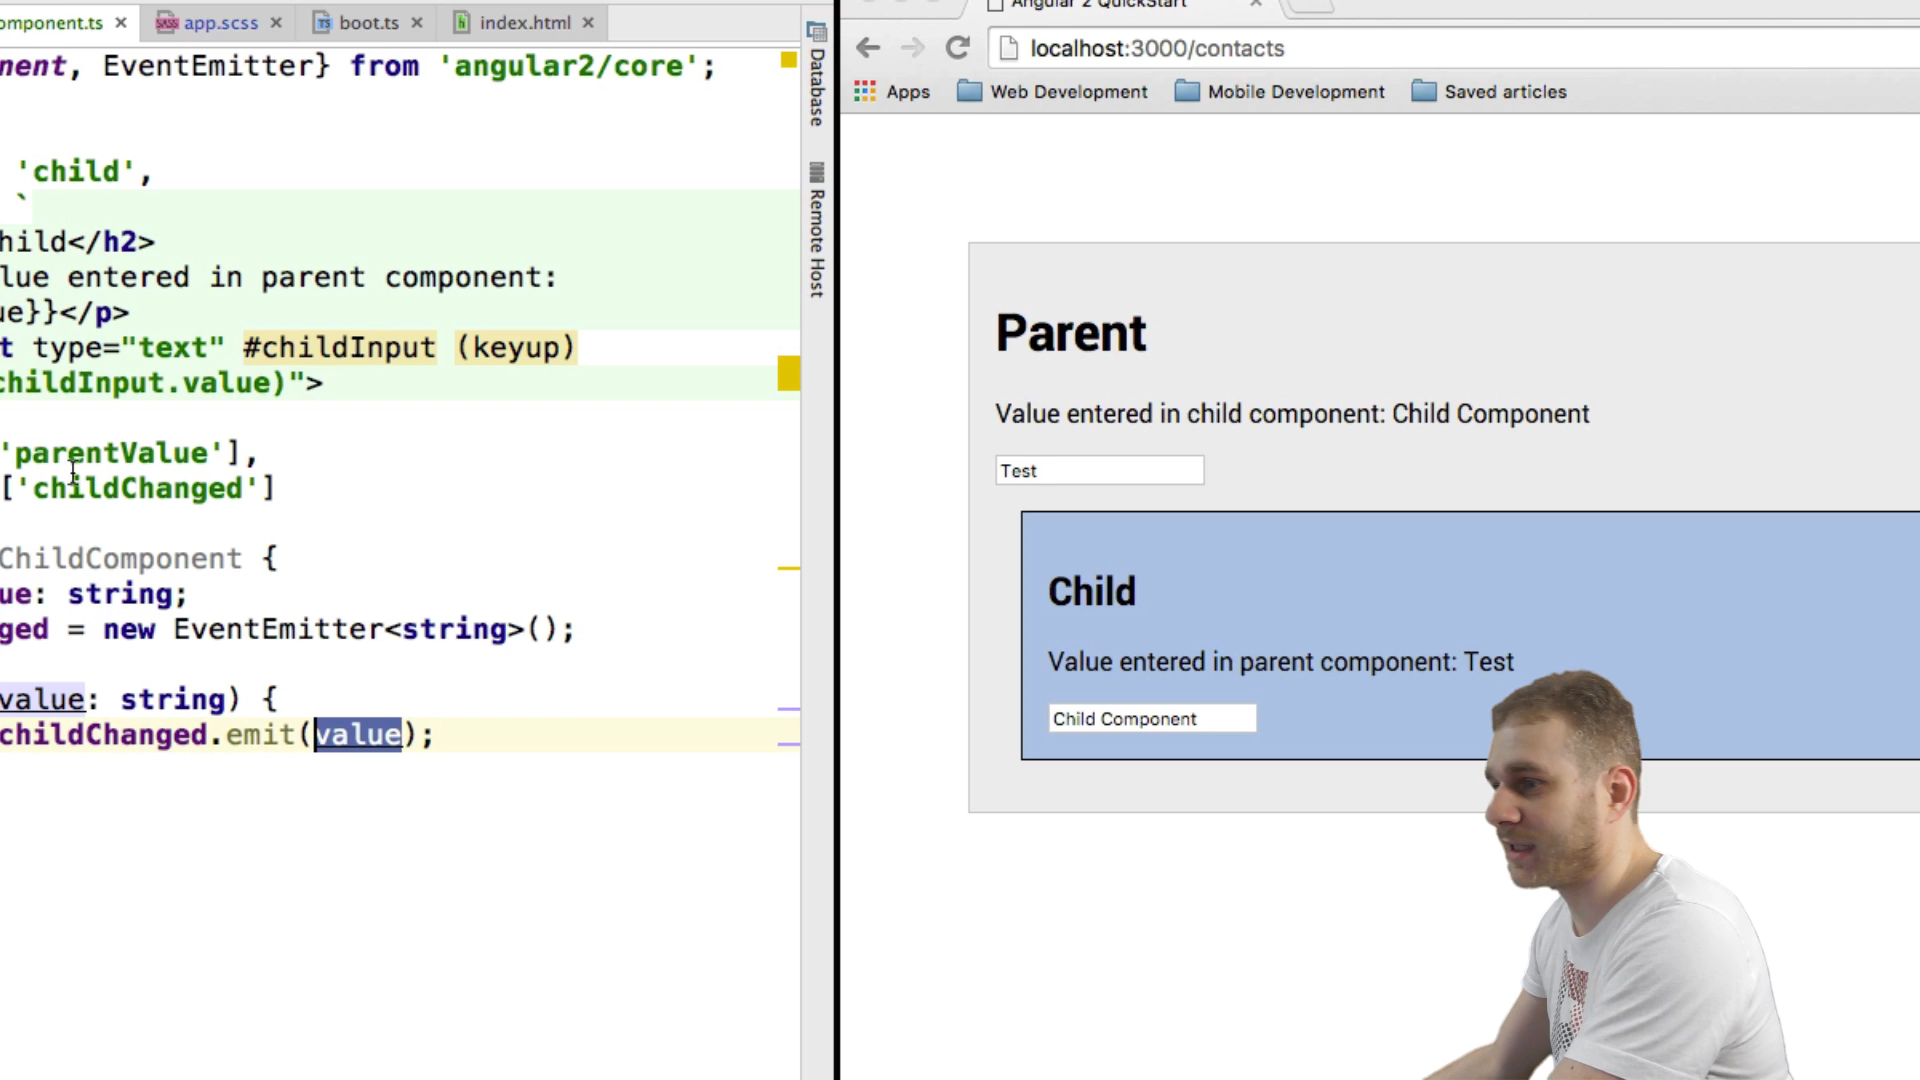 omponent.ts
app.scss
boot.ts
index.html
nent, EventEmitter} from 'angular2/core';
'child',
`
hild</h2>
lue entered in parent component:
ue}}</p>
t type="text" #childInput (keyup)
childInput.value)">
'parentValue'],
['childChanged']
ChildComponent {
ue: string;
ged = new EventEmitter<string>();
value: string) {
childChanged.emit(value);
Database
Remote Host
Angular 2 QuickStart
localhost:3000/contacts
Apps
Web Development
Mobile Development
Saved articles
Parent
Value entered in child component: Child Component
Test
Child
Value entered in parent component: Test
Child Component